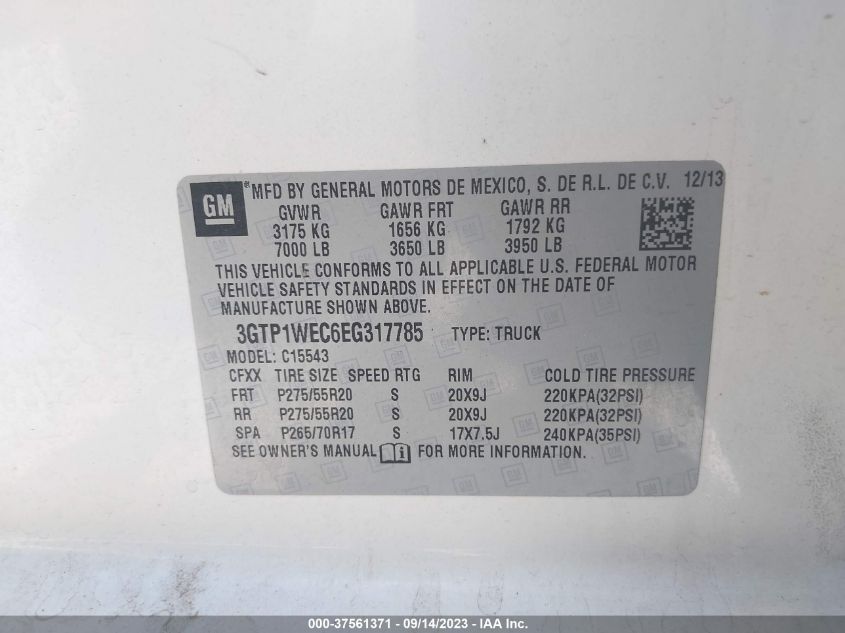 GM ® MFD BY GENERAL MOTORS DE MEXICO, S. DE R.L. DE C.V. 12/13
GVWR GAWR FRT GAWR RR
3175 KG 1656 KG 1792 KG
7000 LB 3650 LB 3950 LB
THIS VEHICLE CONFORMS TO ALL APPLICABLE U.S. FEDERAL MOTOR
VEHICLE SAFETY STANDARDS IN EFFECT ON THE DATE OF
MANUFACTURE SHOWN ABOVE.
3GTP1WEC6EG317785 TYPE: TRUCK
MODEL: C15543
CFXX TIRE SIZE SPEED RTG RIM COLD TIRE PRESSURE
FRT P275/55R20 S 20X9J 220KPA(32PSI)
RR P275/55R20 S 20X9J 220KPA(32PSI)
SPA P265/70R17 S 17X7.5J 240KPA(35PSI)
SEE OWNER'S MANUAL FOR MORE INFORMATION.
000-37561371 - 09/14/2023 - IAA Inc.